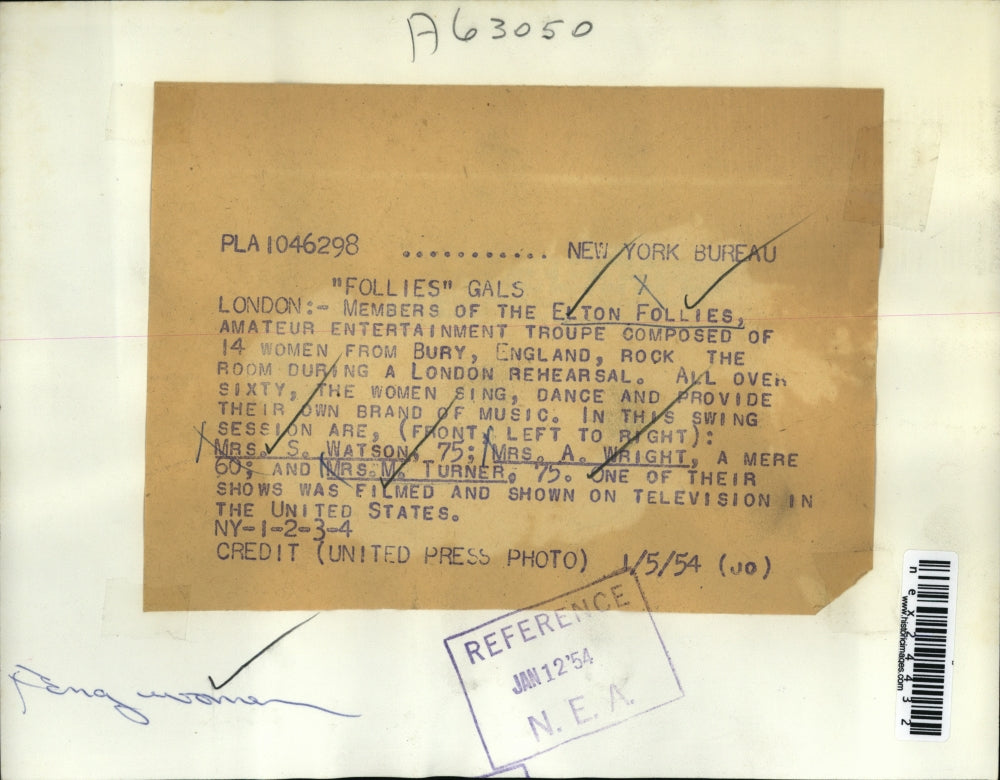 A63050
PLA1046298 ........... NEW YORK BUREAU
"FOLLIES" GALS
LONDON:- MEMBERS OF THE ELTON FOLLIES,
AMATEUR ENTERTAINMENT TROUPE COMPOSED OF
14 WOMEN FROM BURY, ENGLAND, ROCK THE
ROOM DURING A LONDON REHEARSAL. ALL OVER
SIXTY, THE WOMEN SING, DANCE AND PROVIDE
THEIR OWN BRAND OF MUSIC. IN THIS SWING
SESSION ARE, (FRONT, LEFT TO RIGHT):
MRS. S. WATSON, 75; MRS. A. WRIGHT, A MERE
60; AND MRS. M. TURNER, 75. ONE OF THEIR
SHOWS WAS FILMED AND SHOWN ON TELEVISION IN
THE UNITED STATES.
NY-1-2-3-4
CREDIT (UNITED PRESS PHOTO) 1/5/54 (JO)
REFERENCE
JAN 12 '54
N. E. A.
Eng women
nex24432
www.historicimages.com